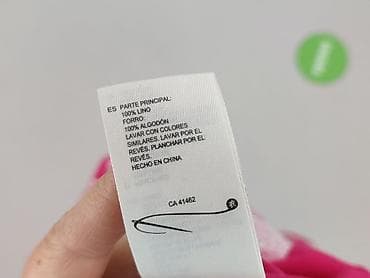 ES PARTE PRINCIPAL:
100% LINO
FORRO:
100% ALGODÓN
LAVAR CON COLORES
SIMILARES. LAVAR POR EL
REVÉS. PLANCHAR POR EL
REVÉS.
HECHO EN CHINA
CA 41462